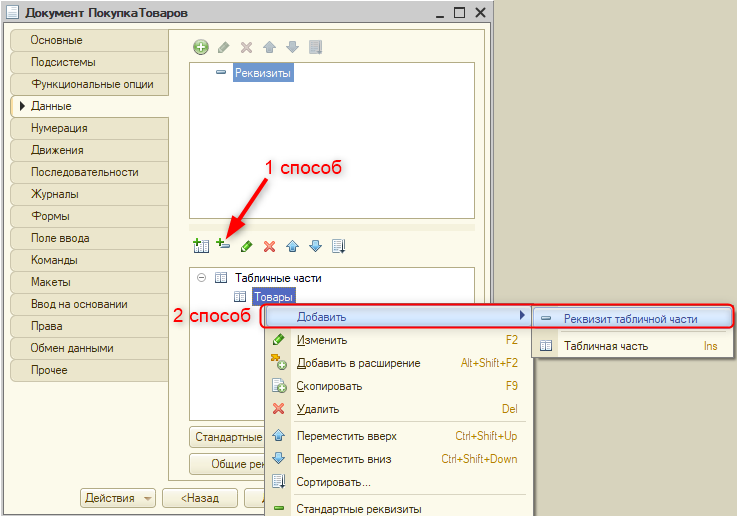 Документ ПокупкаТоваров
Основные
Подсистемы
Функциональные опции
Данные
Нумерация
Движения
Последовательности
Журналы
Формы
Поле ввода
Команды
Макеты
Ввод на основании
Права
Обмен данными
Прочее
Реквизиты
1 способ
Табличные части
Товары
2 способ
Добавить
Изменить F2
Добавить в расширение Alt+Shift+F2
Скопировать F9
Удалить Del
Переместить вверх Ctrl+Shift+Up
Переместить вниз Ctrl+Shift+Down
Сортировать...
Стандартные реквизиты
Реквизит табличной части
Табличная часть Ins
Стандартные
Общие рек
Действия
<Назад